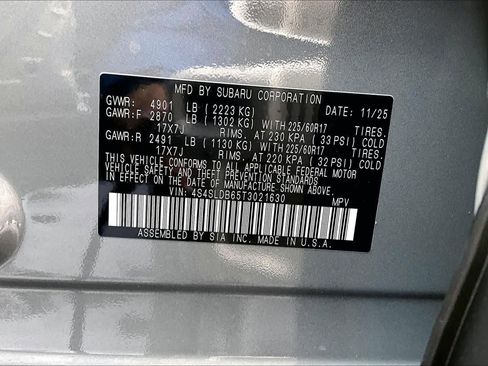 MFD BY SUBARU CORPORATION DATE: 11/25
GVWR: 4901 LB ( 2223 KG)
GAWR:F 2870 LB ( 1302 KG) WITH 225/60R17 TIRES.
17X7J RIMS. AT 230 KPA ( 33 PSI) COLD
GAWR:R 2491 LB ( 1130 KG) WITH 225/60R17 TIRES.
17X7J RIMS. AT 220 KPA ( 32 PSI) COLD
THIS VEHICLE CONFORMS TO ALL APPLICABLE FEDERAL MOTOR
VEHICLE SAFETY AND THEFT PREVENTION STANDARDS
IN EFFECT ON THE DATE OF MANUFACTURE SHOWN ABOVE.
VIN: 4S4SLDB65T3021630 MPV
ASSEMBLED BY SIA INC. MADE IN U.S.A.